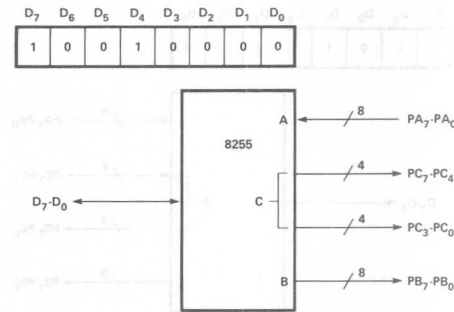 D7 D6 D5 D4 D3 D2 D1 D0
1 0 0 1 0 0 0 0
A 8 PA7-PA0
8255
4 PC7-PC4
D7-D0 C
4 PC3-PC0
B 8 PB7-PB0